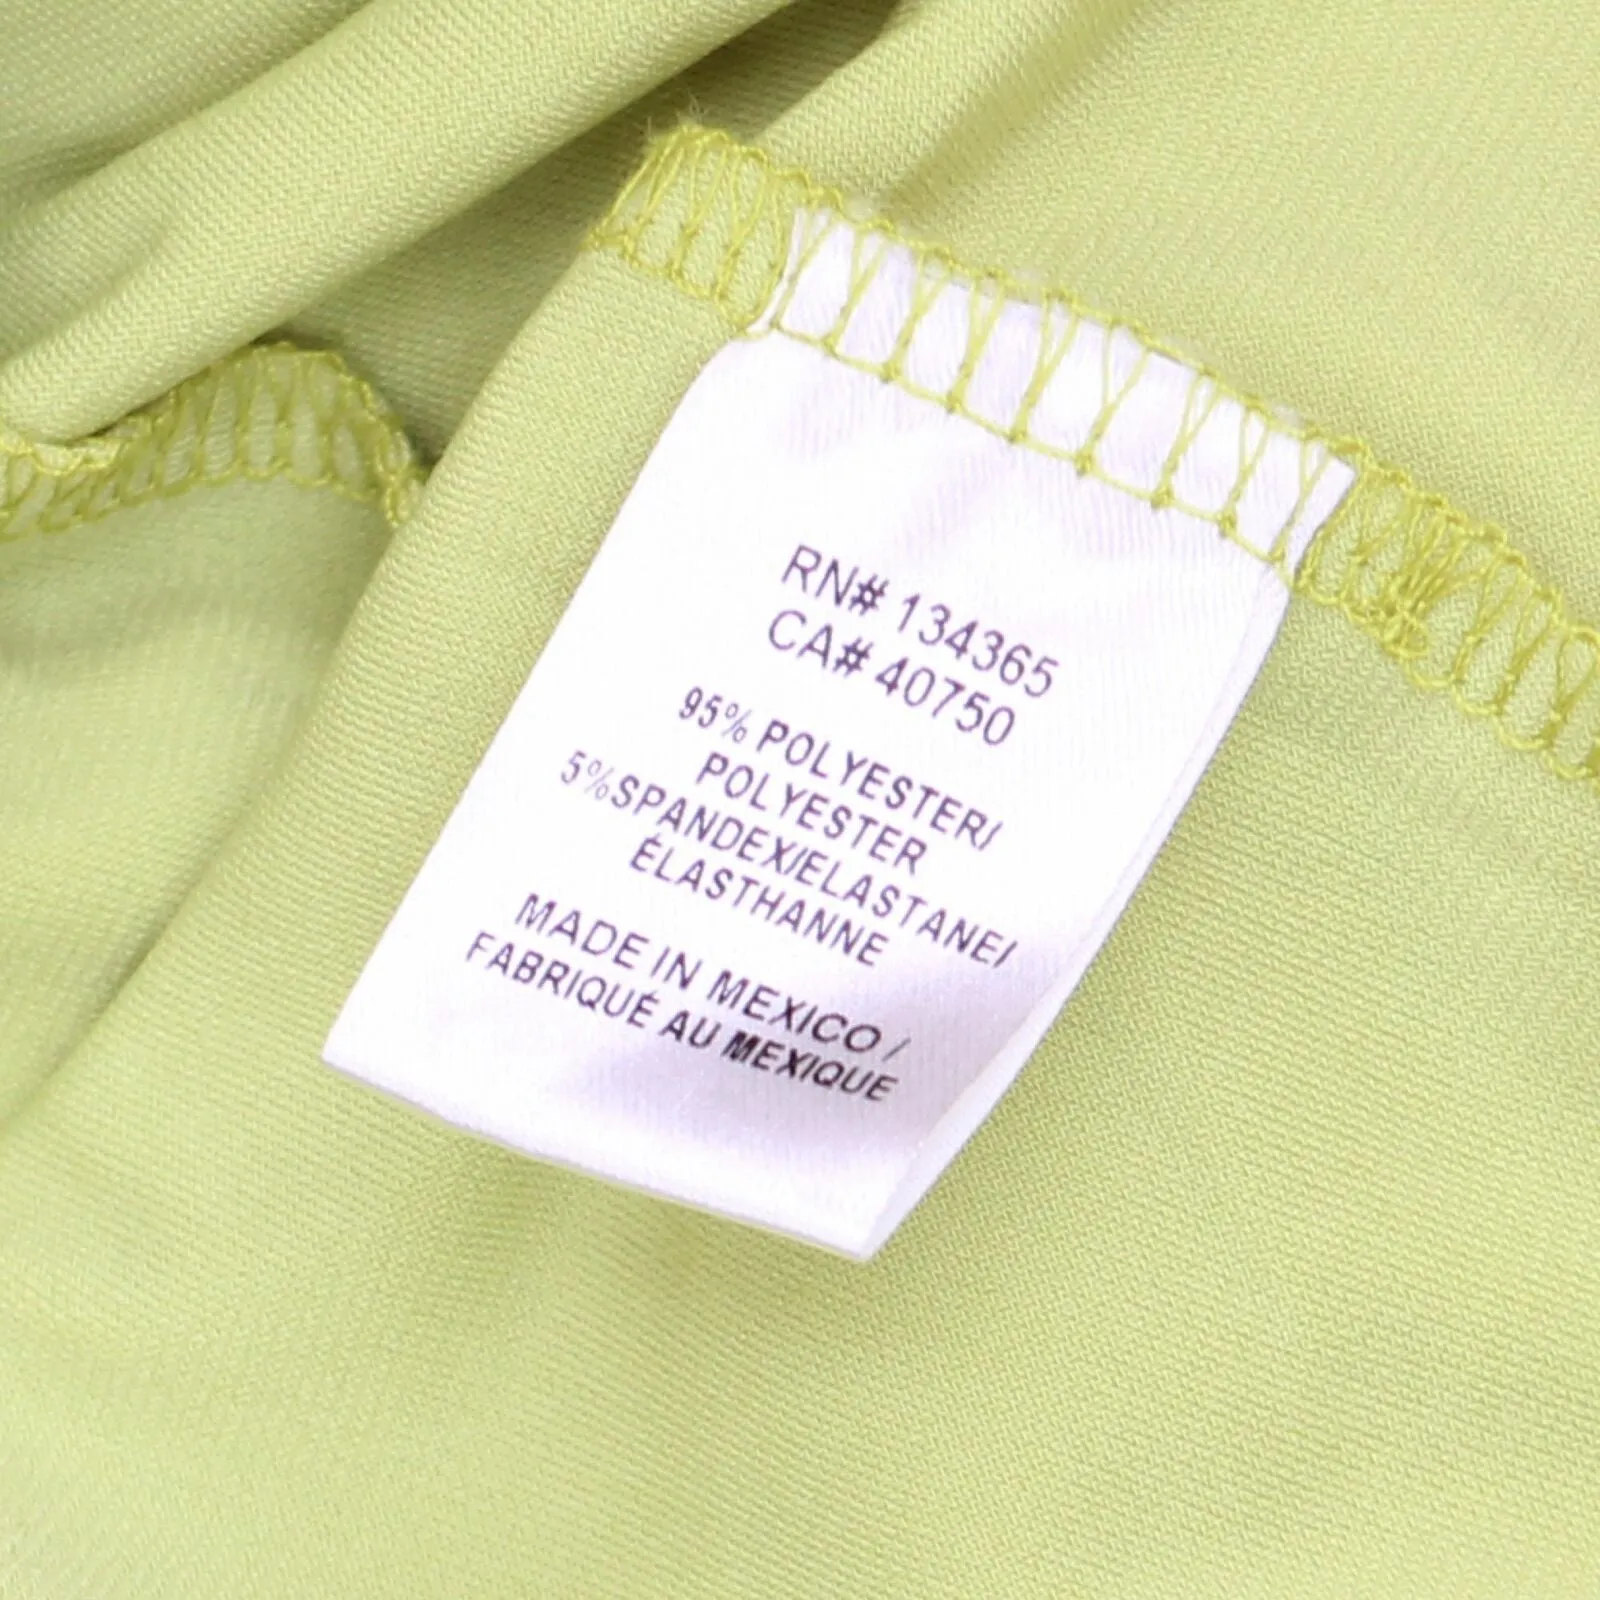 RN# 134365
CA# 40750
95% POLYESTER/
POLYESTER
5%SPANDEX/ELASTANE/
ÉLASTHANNE
MADE IN MEXICO /
FABRIQUÉ AU MEXIQUE